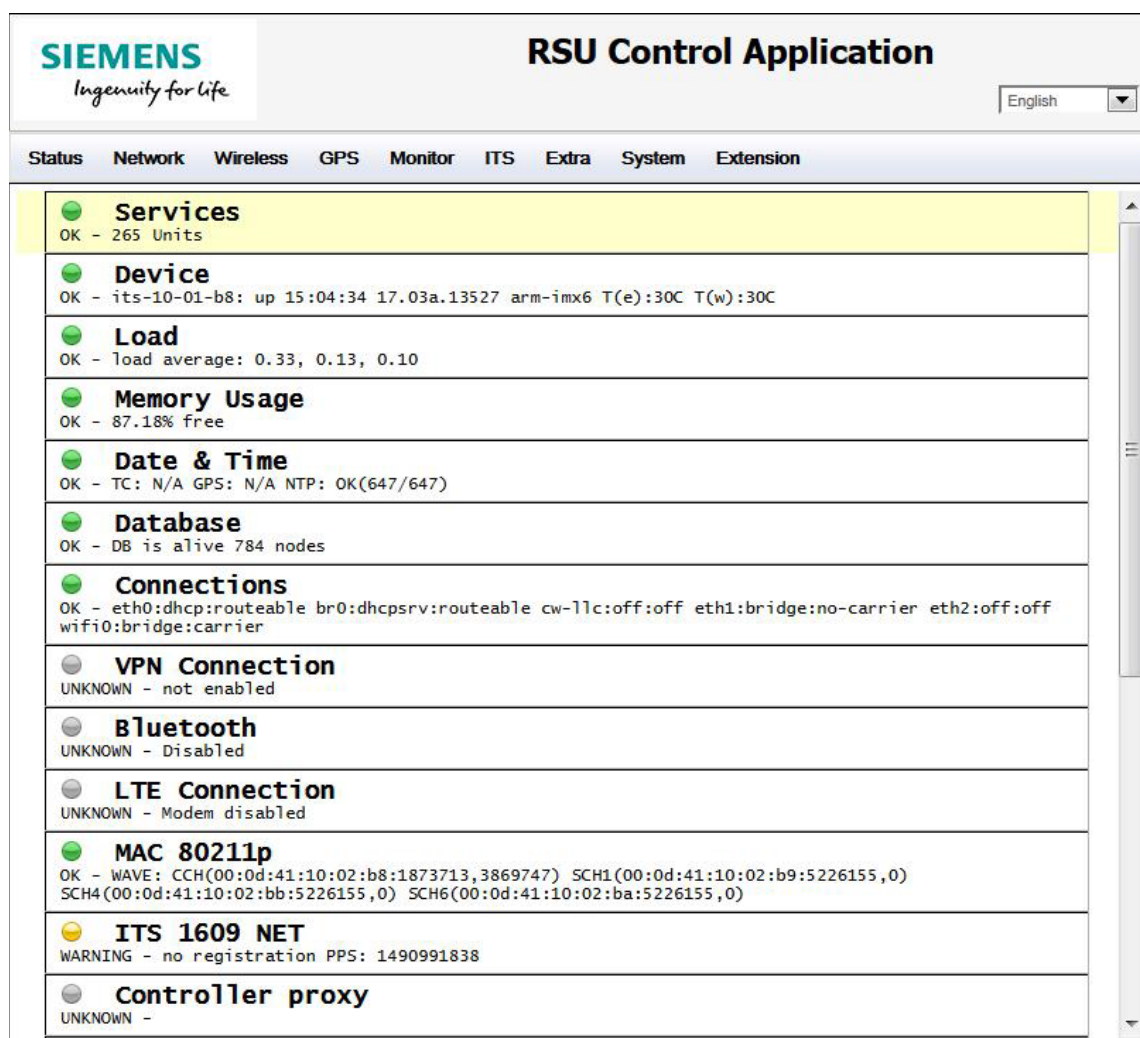 SIEMENS
Ingenuity for life
RSU Control Application
English
Status Network Wireless GPS Monitor ITS Extra System Extension
Services
OK - 265 Units
Device
OK - its-10-01-b8: up 15:04:34 17.03a.13527 arm-imx6 T(e):30C T(w):30C
Load
OK - load average: 0.33, 0.13, 0.10
Memory Usage
OK - 87.18% free
Date & Time
OK - TC: N/A GPS: N/A NTP: OK(647/647)
Database
OK - DB is alive 784 nodes
Connections
OK - eth0:dhcp:routeable br0:dhcpsrv:routeable cw-llc:off:off eth1:bridge:no-carrier eth2:off:off
wifi0:bridge:carrier
VPN Connection
UNKNOWN - not enabled
Bluetooth
UNKNOWN - Disabled
LTE Connection
UNKNOWN - Modem disabled
MAC 80211p
OK - WAVE: CCH(00:0d:41:10:02:b8:1873713,3869747) SCH1(00:0d:41:10:02:b9:5226155,0)
SCH4(00:0d:41:10:02:bb:5226155,0) SCH6(00:0d:41:10:02:ba:5226155,0)
ITS 1609 NET
WARNING - no registration PPS: 1490991838
Controller proxy
UNKNOWN -